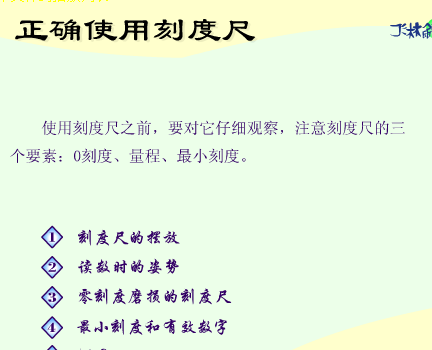 正确使用刻度尺
使用刻度尺之前，要对它仔细观察，注意刻度尺的三
个要素：0刻度、量程、最小刻度。
1 刻度尺的摆放
2 读数时的姿势
3 零刻度磨损的刻度尺
4 最小刻度和有效数字